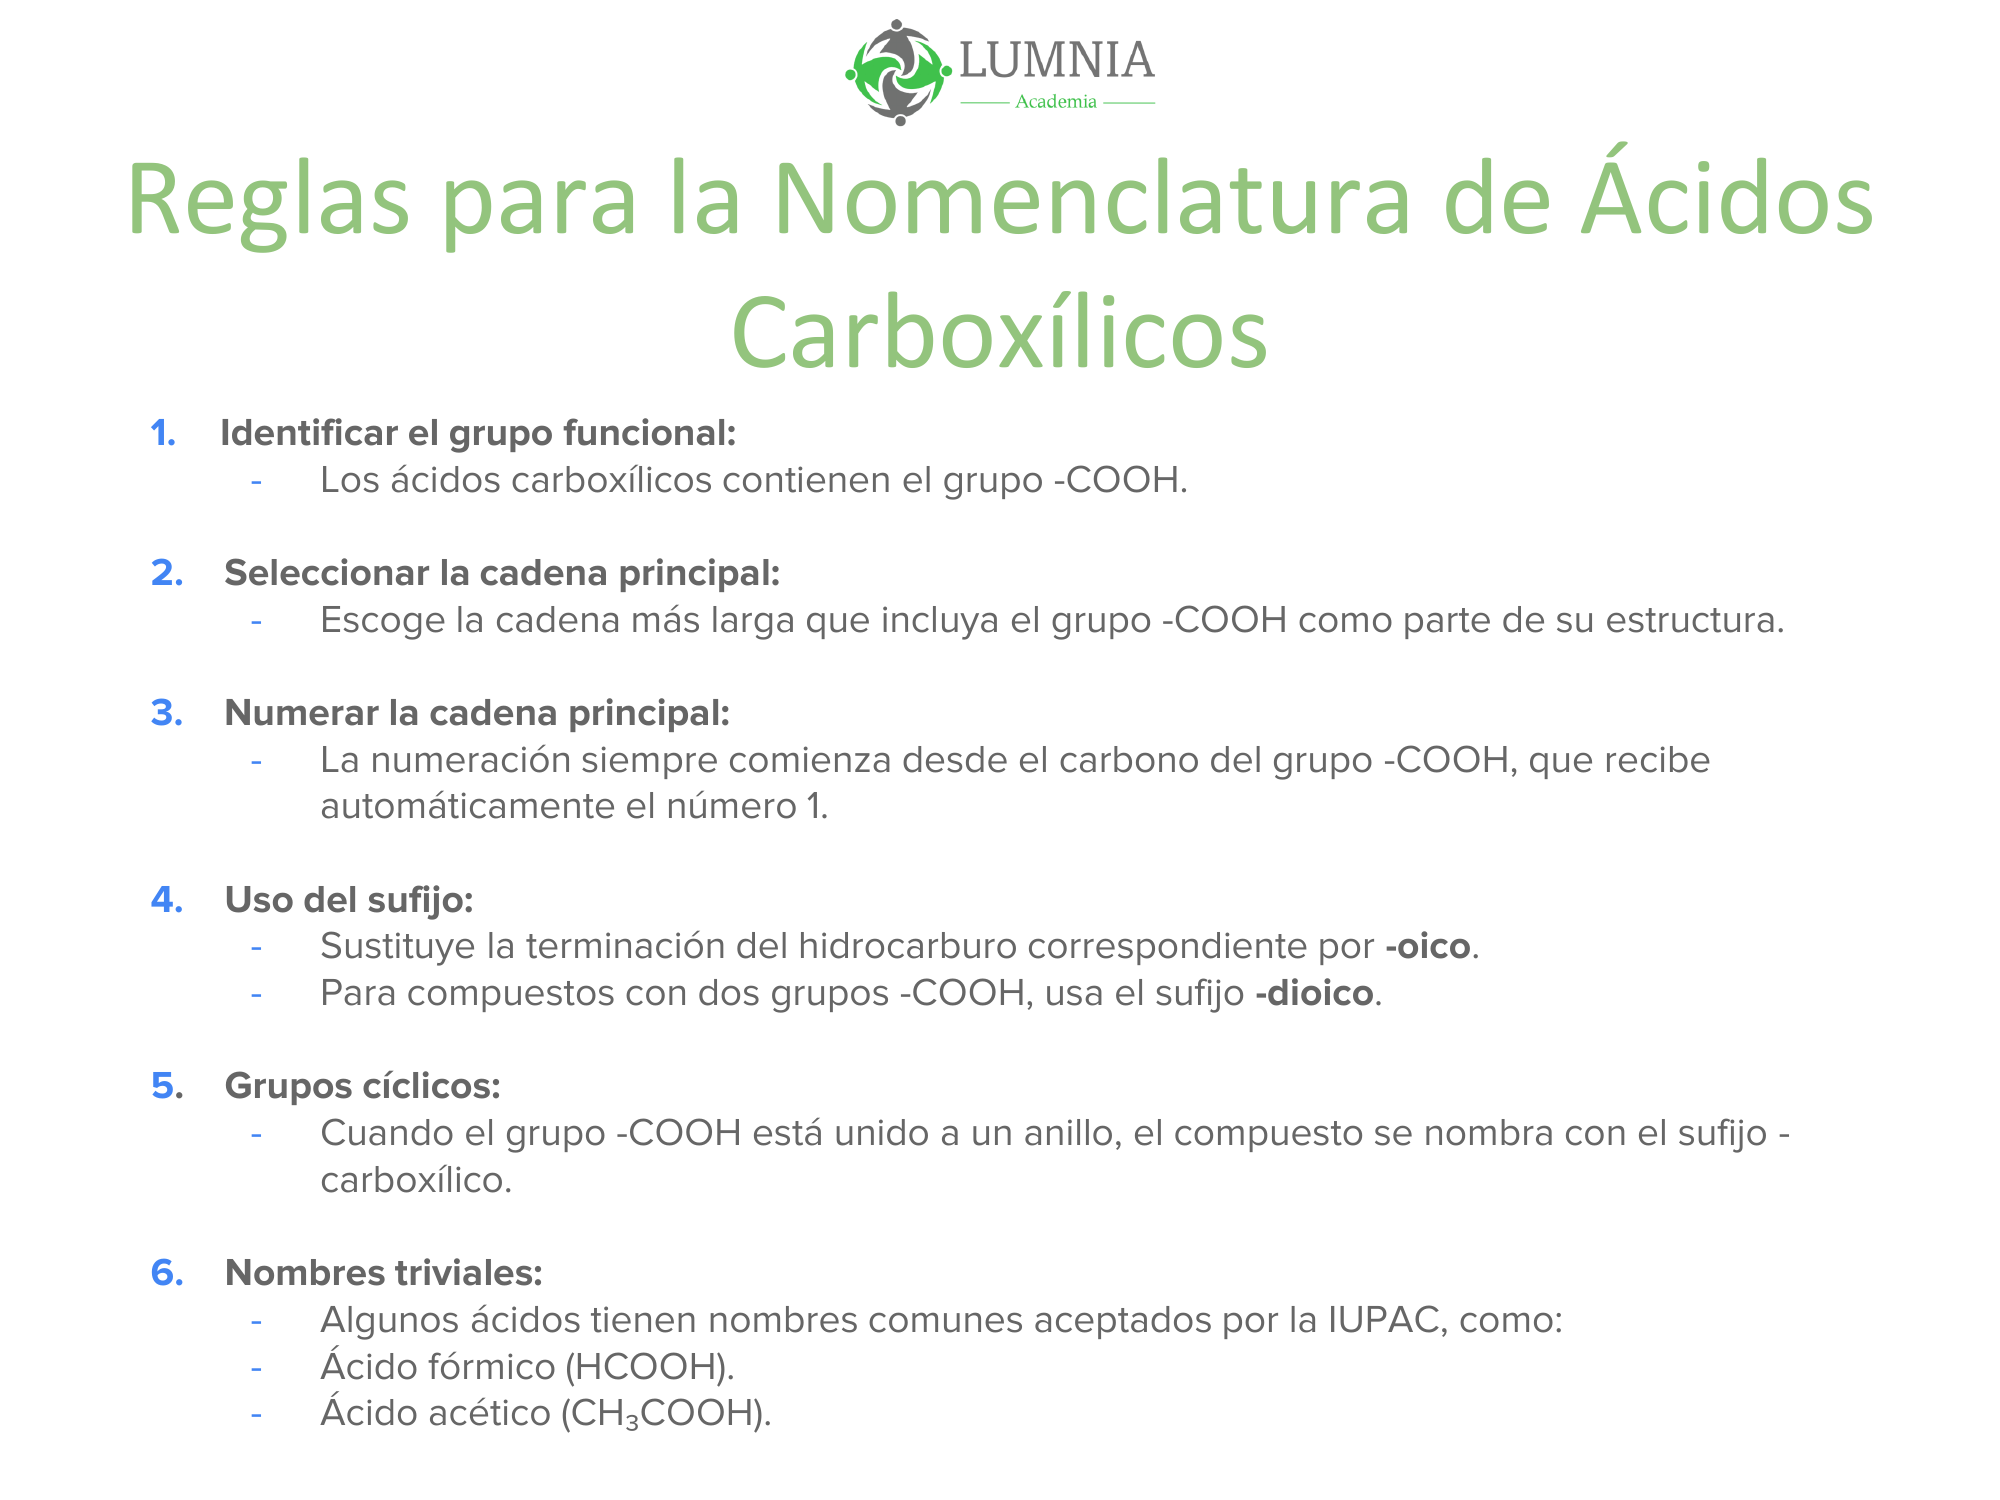 LUMNIA
Academia
Reglas para la Nomenclatura de Ácidos
Carboxílicos
1. Identificar el grupo funcional:
- Los ácidos carboxílicos contienen el grupo -COOH.
2. Seleccionar la cadena principal:
- Escoge la cadena más larga que incluya el grupo -COOH como parte de su estructura.
3. Numerar la cadena principal:
- La numeración siempre comienza desde el carbono del grupo -COOH, que recibe
automáticamente el número 1.
4. Uso del sufijo:
- Sustituye la terminación del hidrocarburo correspondiente por -oico.
- Para compuestos con dos grupos -COOH, usa el sufijo -dioico.
5. Grupos cíclicos:
- Cuando el grupo -COOH está unido a un anillo, el compuesto se nombra con el sufijo -
carboxílico.
6. Nombres triviales:
- Algunos ácidos tienen nombres comunes aceptados por la IUPAC, como:
- Ácido fórmico (HCOOH).
- Ácido acético (CH₃COOH).